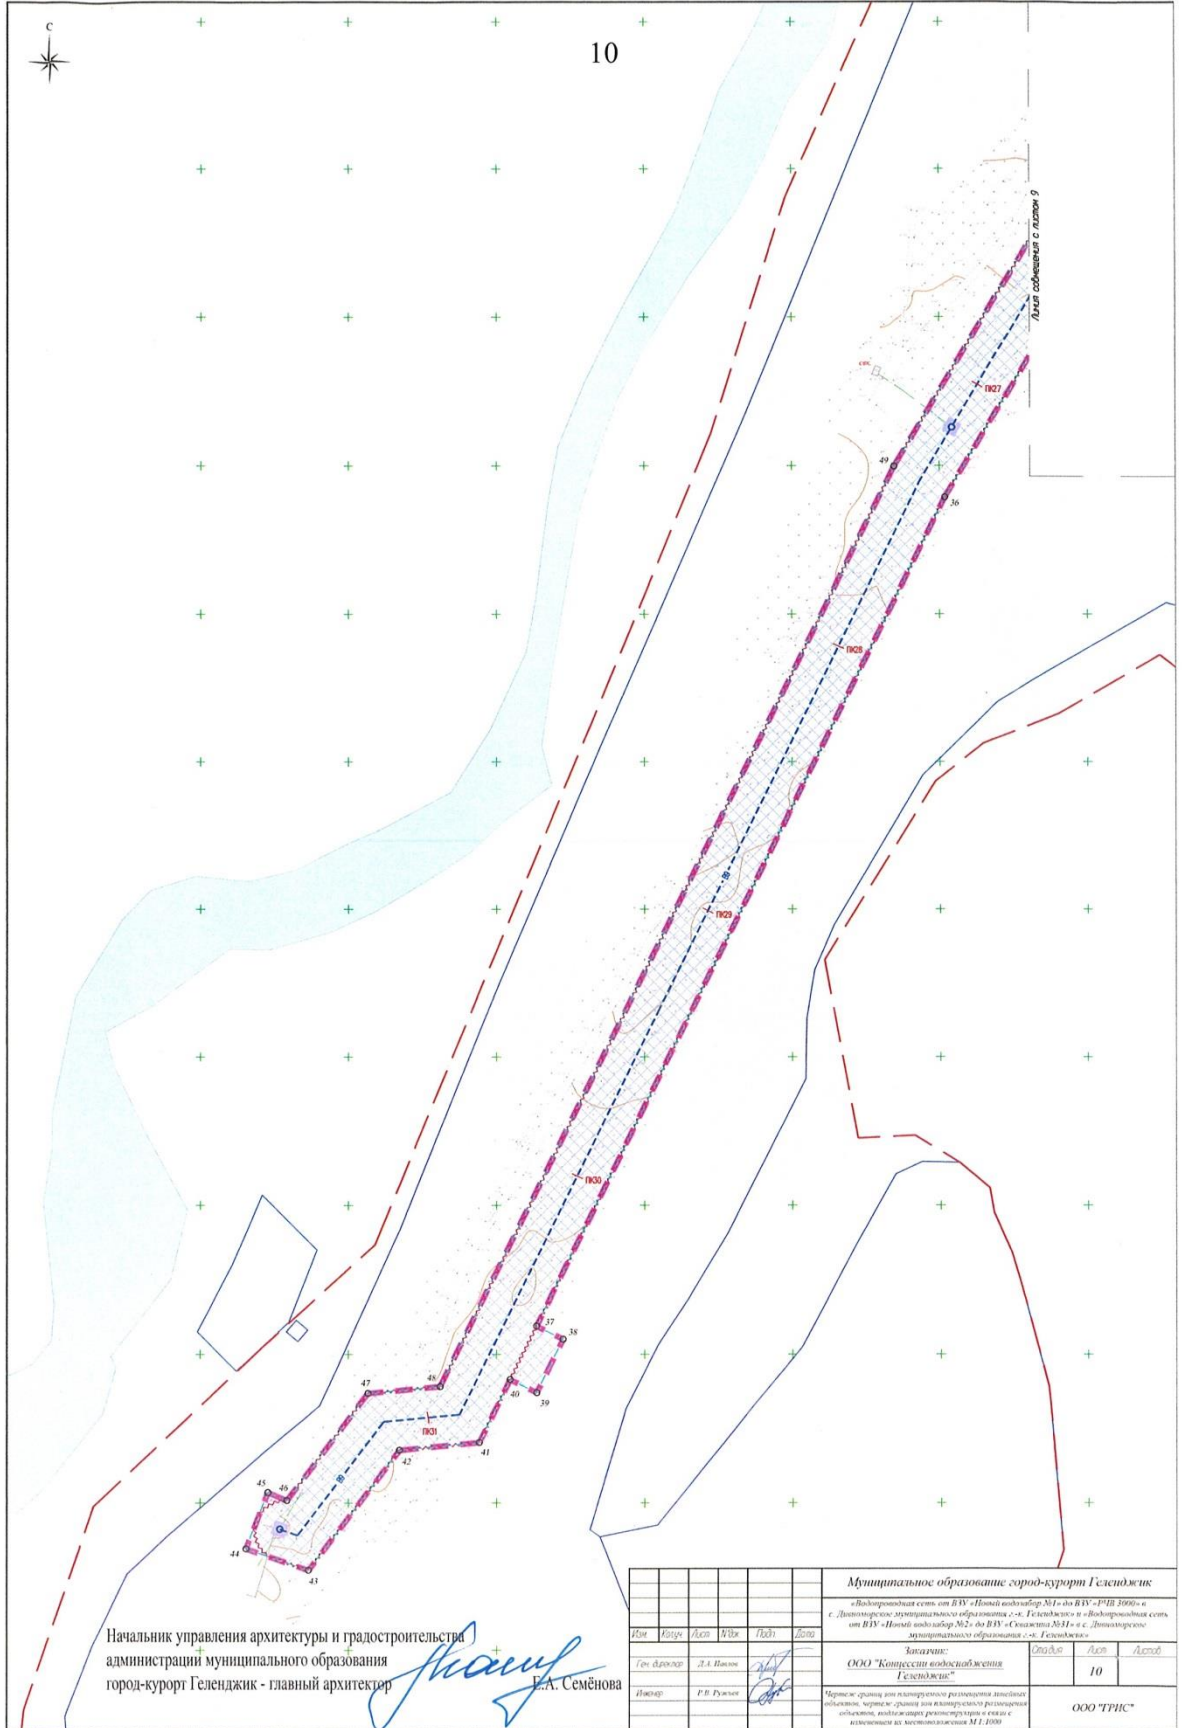 С
10
Линия совмещения с листом 9
скв.
ПК27
49
36
ПК28
В1
ПК29
ПК30
37
38
48
47
40
39
ПК31
41
42
В1
45
46
44
43
Начальник управления архитектуры и градостроительства
администрации муниципального образования
город-курорт Геленджик - главный архитектор
Е.А. Семёнова
Муниципальное образование город-курорт Геленджик
«Водопроводная сеть от ВЗУ «Новый водозабор №1» до ВЗУ «РЧВ 3000» в
с. Дивноморское муниципального образования г.-к. Геленджик» и «Водопроводная сеть
от ВЗУ «Новый водозабор №2» до ВЗУ «Скважина №31» в с. Дивноморское
муниципального образования г.-к. Геленджик»
Изм. Кол.уч. Лист №Док Подп. Дата
Ген. директор Д.А. Павлов
Инженер
Заказчик:
ООО "Концессии водоснабжения
Геленджик"
Стадия Лист Листов
10
Чертеж границ зон планируемого размещения линейных
объектов, чертеж границ зон планируемого размещения
объектов, подлежащих реконструкции в связи с
изменением их местоположения М 1:1000
ООО "ГРИС"